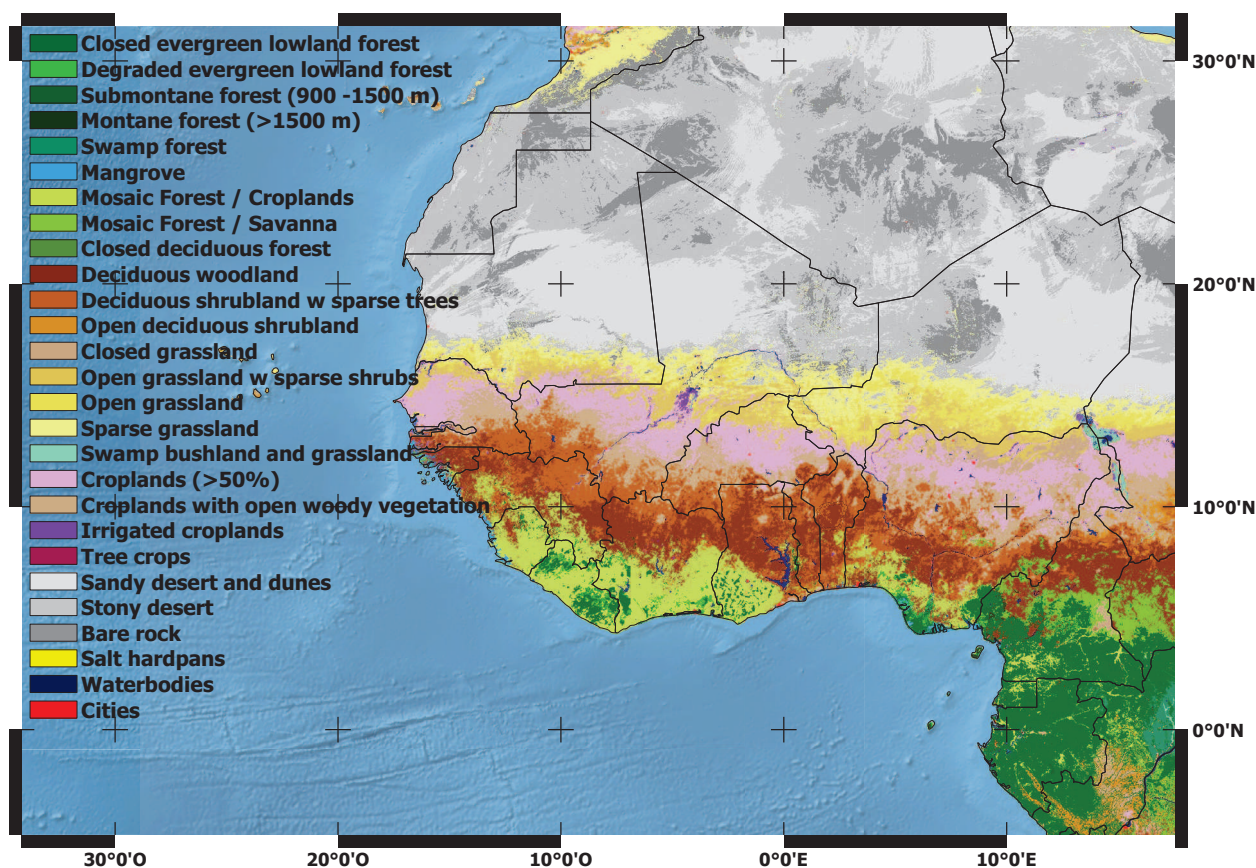 Closed evergreen lowland forest
Degraded evergreen lowland forest
Submontane forest (900 -1500 m)
Montane forest (>1500 m)
Swamp forest
Mangrove
Mosaic Forest / Croplands
Mosaic Forest / Savanna
Closed deciduous forest
Deciduous woodland
Deciduous shrubland w sparse trees
Open deciduous shrubland
Closed grassland
Open grassland w sparse shrubs
Open grassland
Sparse grassland
Swamp bushland and grassland
Croplands (>50%)
Croplands with open woody vegetation
Irrigated croplands
Tree crops
Sandy desert and dunes
Stony desert
Bare rock
Salt hardpans
Waterbodies
Cities
30°0'N
20°0'N
10°0'N
0°0'N
30°0'O
20°0'O
10°0'O
0°0'E
10°0'E